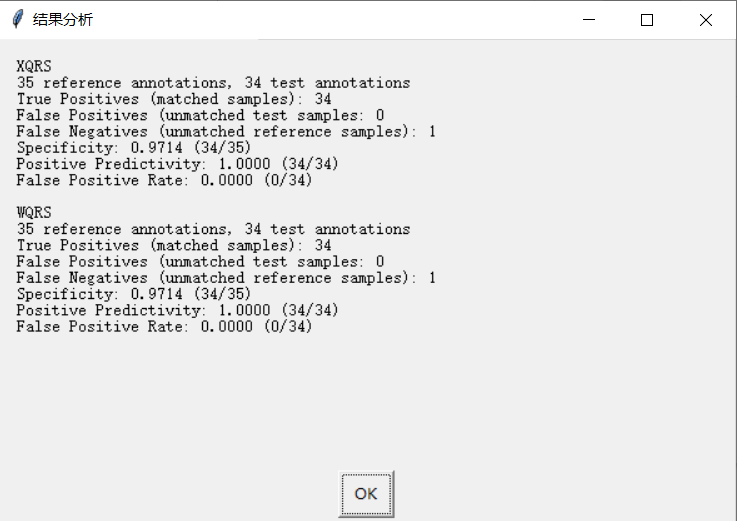 结果分析
XQRS
35 reference annotations, 34 test annotations
True Positives (matched samples): 34
False Positives (unmatched test samples: 0
False Negatives (unmatched reference samples): 1
Specificity: 0.9714 (34/35)
Positive Predictivity: 1.0000 (34/34)
False Positive Rate: 0.0000 (0/34)
WQRS
35 reference annotations, 34 test annotations
True Positives (matched samples): 34
False Positives (unmatched test samples: 0
False Negatives (unmatched reference samples): 1
Specificity: 0.9714 (34/35)
Positive Predictivity: 1.0000 (34/34)
False Positive Rate: 0.0000 (0/34)
OK